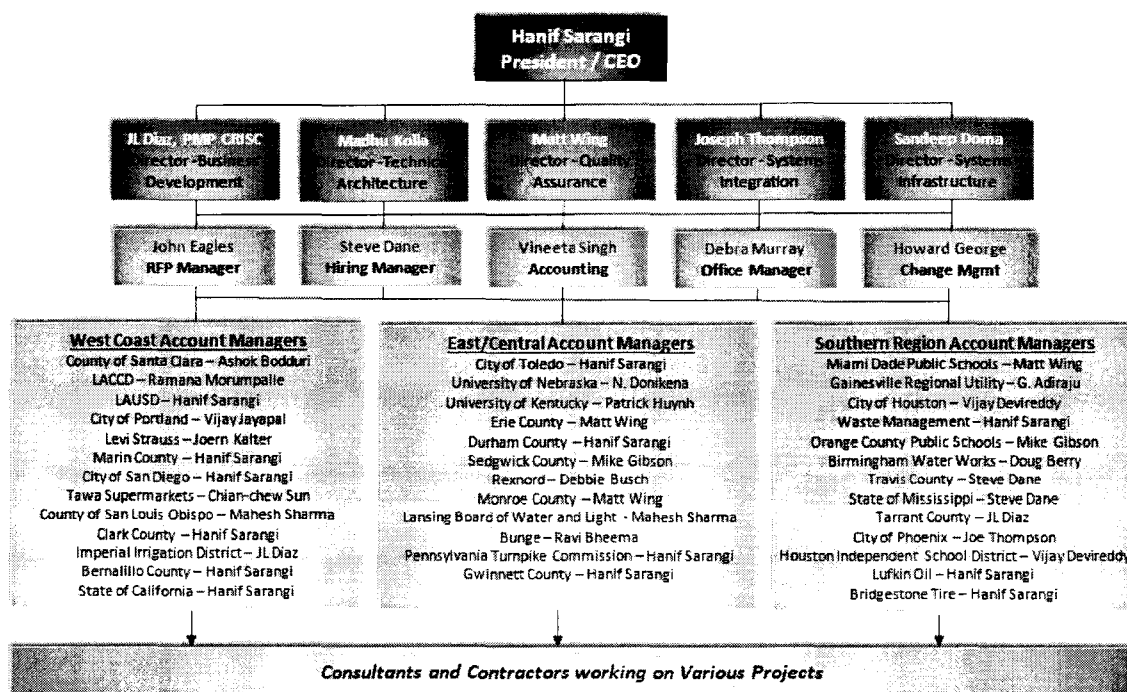 Hanif Sarangi
President / CEO
JL Diaz, PMP, CRISC
Director - Business
Development
Madhu Kolla
Director - Technical
Architecture
Matt Wing
Director - Quality
Assurance
Joseph Thompson
Director - Systems
Integration
Sandeep Doma
Director - Systems
Infrastructure
John Eagles
RFP Manager
Steve Dane
Hiring Manager
Vineeta Singh
Accounting
Debra Murray
Office Manager
Howard George
Change Mgmt
West Coast Account Managers
County of Santa Clara – Ashok Bodduri
LACCD – Ramana Morumpalle
LAUSD – Hanif Sarangi
City of Portland – Vijay Jayapal
Levi Strauss – Joern Kalter
Marin County – Hanif Sarangi
City of San Diego – Hanif Sarangi
Tawa Supermarkets – Chian-chew Sun
County of San Louis Obispo – Mahesh Sharma
Clark County – Hanif Sarangi
Imperial Irrigation District – JL Diaz
Bernalillo County – Hanif Sarangi
State of California – Hanif Sarangi
East/Central Account Managers
City of Toledo – Hanif Sarangi
University of Nebraska – N. Donikena
University of Kentucky – Patrick Huynh
Erie County – Matt Wing
Durham County – Hanif Sarangi
Sedgwick County – Mike Gibson
Rexnord – Debbie Busch
Monroe County – Matt Wing
Lansing Board of Water and Light - Mahesh Sharma
Bunge – Ravi Bheema
Pennsylvania Turnpike Commission – Hanif Sarangi
Gwinnett County – Hanif Sarangi
Southern Region Account Managers
Miami Dade Public Schools – Matt Wing
Gainesville Regional Utility – G. Adiraju
City of Houston – Vijay Devireddy
Waste Management – Hanif Sarangi
Orange County Public Schools – Mike Gibson
Birmingham Water Works – Doug Berry
Travis County – Steve Dane
State of Mississippi – Steve Dane
Tarrant County – JL Diaz
City of Phoenix – Joe Thompson
Houston Independent School District – Vijay Devireddy
Lufkin Oil – Hanif Sarangi
Bridgestone Tire – Hanif Sarangi
Consultants and Contractors working on Various Projects